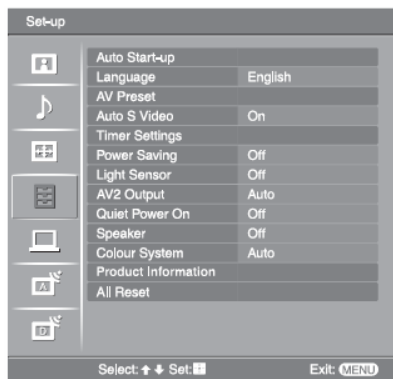 Set-up
Auto Start-up
Language English
AV Preset
Auto S Video On
Timer Settings
Power Saving Off
Light Sensor Off
AV2 Output Auto
Quiet Power On Off
Speaker Off
Colour System Auto
Product Information
All Reset
A
D
Select: Set: Exit: MENU